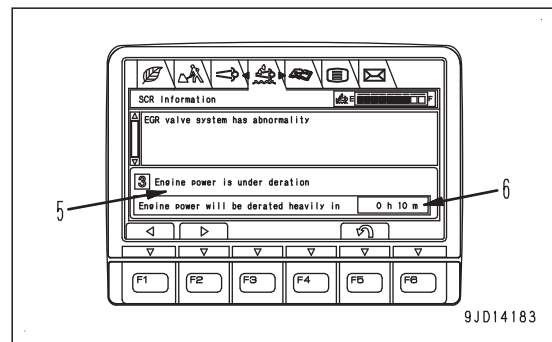 SCR Information
E F
EGR valve system has abnormality
3 Engine power is under deration
Engine power will be derated heavily in 0 h 10 m
5
6
F1 F2 F3 F4 F5 F6
9JD14183